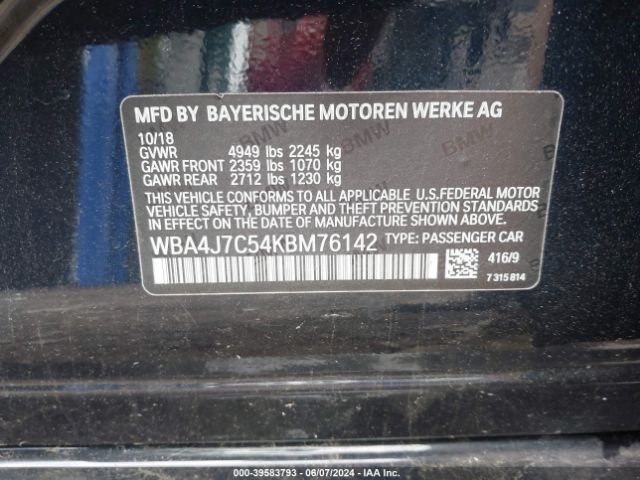 MFD BY BAYERISCHE MOTOREN WERKE AG
10/18
GVWR 4949 lbs 2245 kg
GAWR FRONT 2359 lbs 1070 kg
GAWR REAR 2712 lbs 1230 kg
THIS VEHICLE CONFORMS TO ALL APPLICABLE U.S. FEDERAL MOTOR
VEHICLE SAFETY, BUMPER AND THEFT PREVENTION STANDARDS
IN EFFECT ON THE DATE OF MANUFACTURE SHOWN ABOVE.
WBA4J7C54KBM76142 TYPE: PASSENGER CAR
416/9
7315814
000-39583793 - 06/07/2024 - IAA Inc.